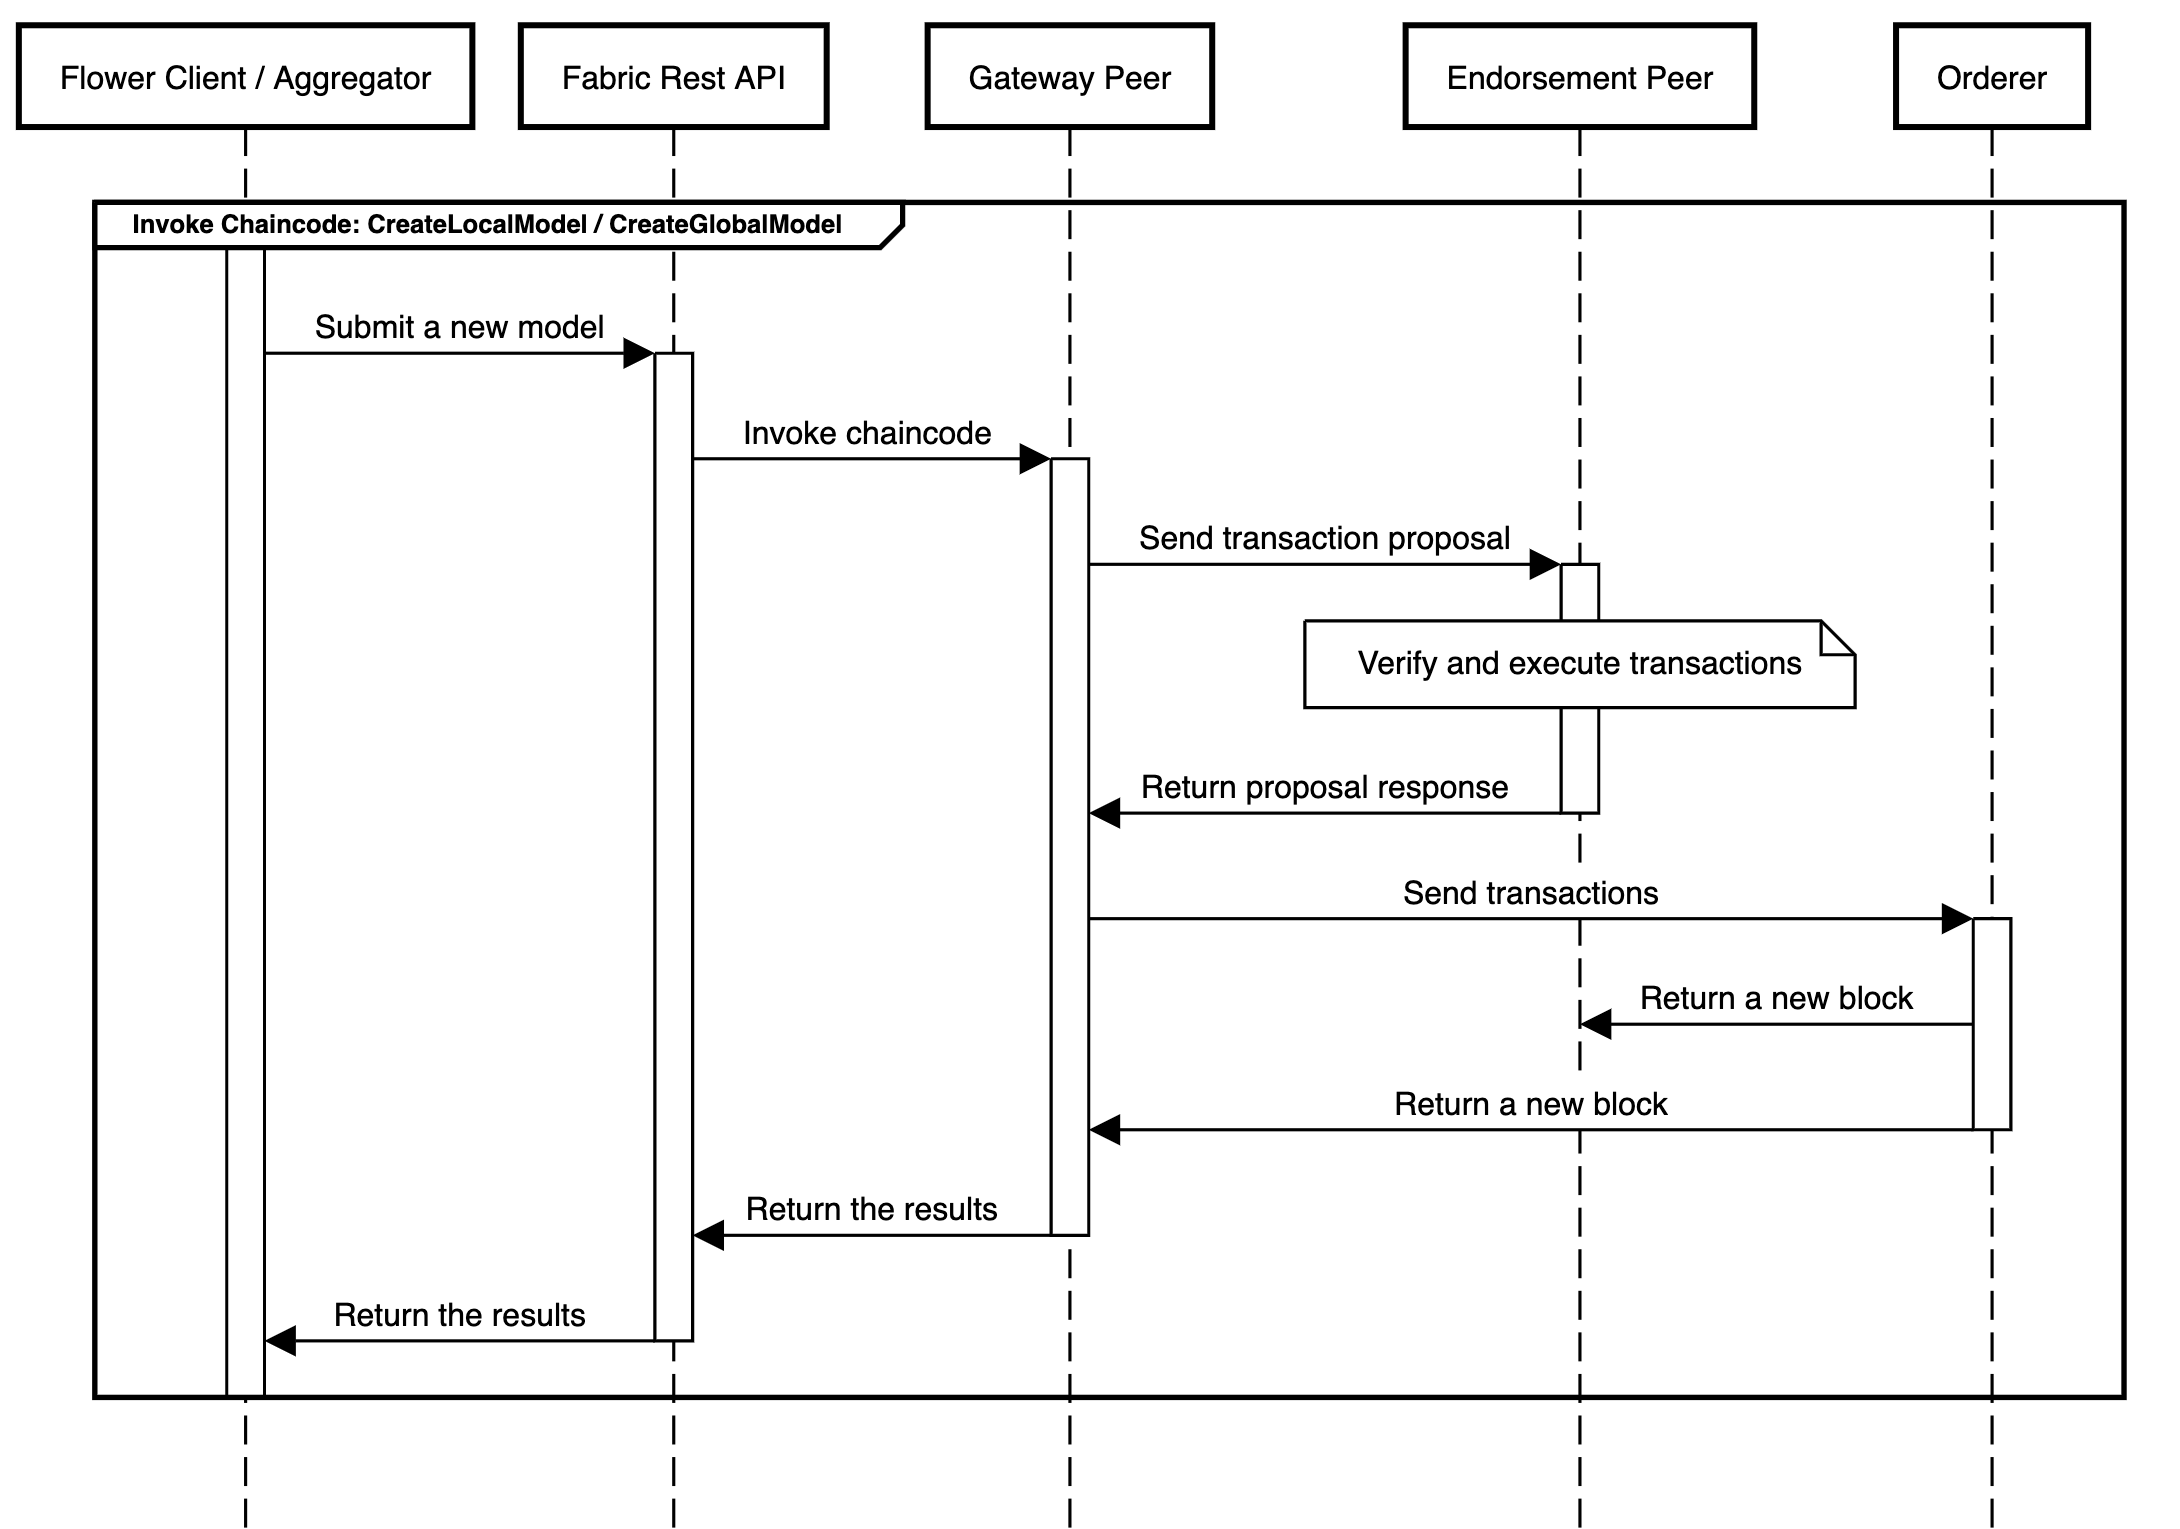 Flower Client / Aggregator
Fabric Rest API
Gateway Peer
Endorsement Peer
Orderer
Invoke Chaincode: CreateLocalModel / CreateGlobalModel
Submit a new model
Invoke chaincode
Send transaction proposal
Verify and execute transactions
Return proposal response
Send transactions
Return a new block
Return a new block
Return the results
Return the results